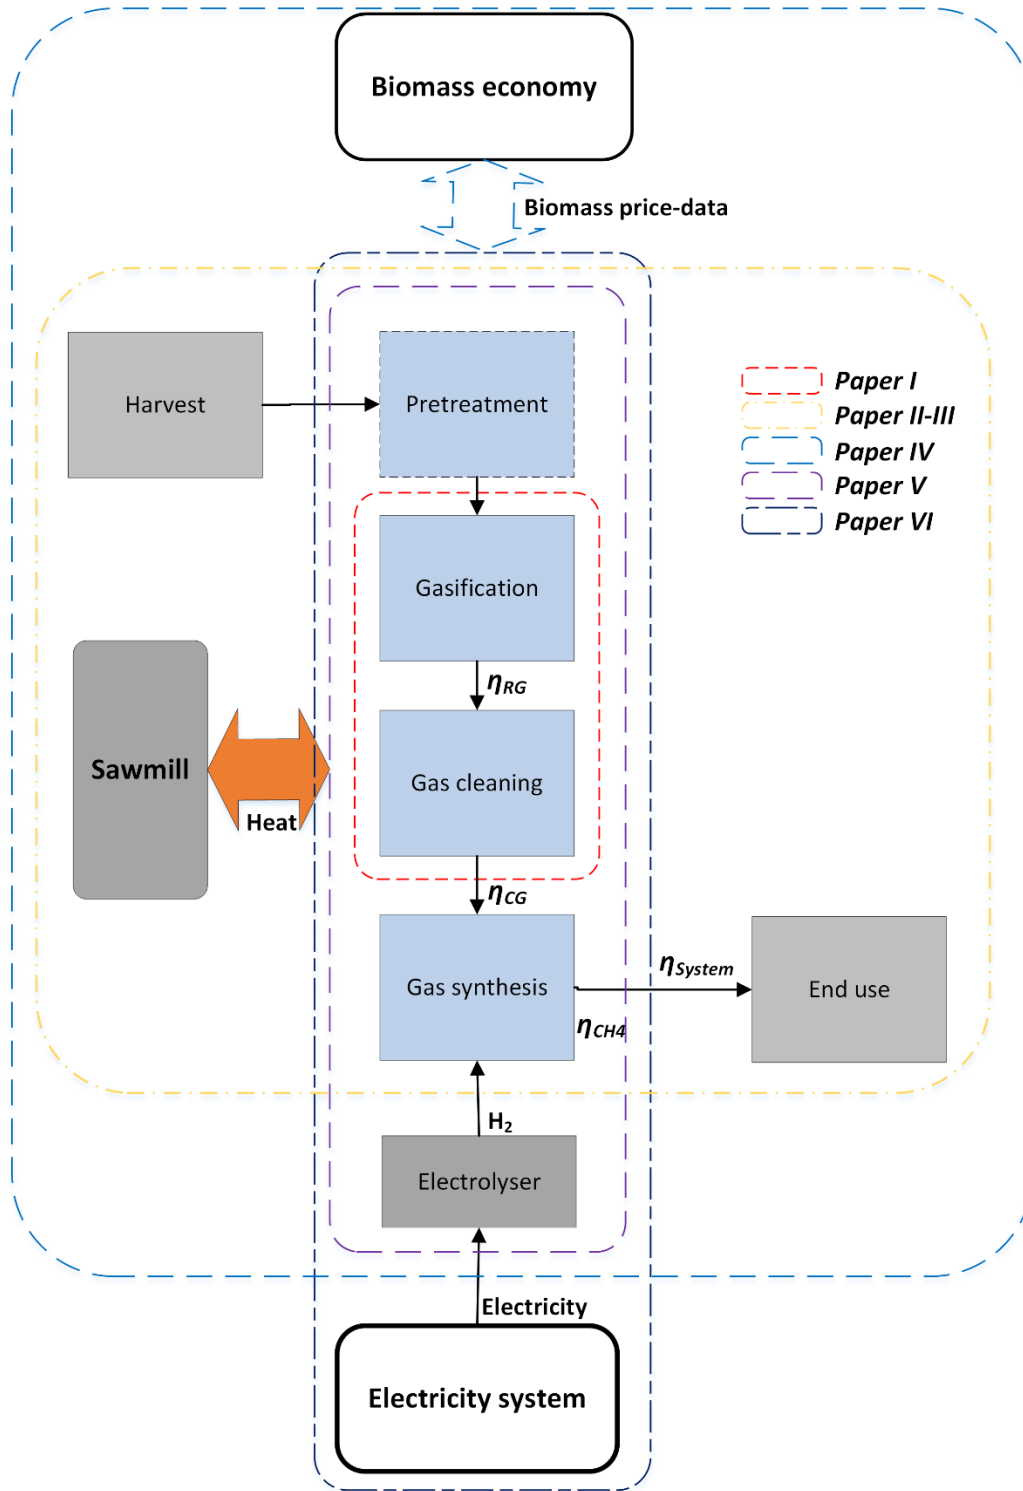 Biomass economy
Biomass price-data
Harvest
Pretreatment
Paper I
Paper II-III
Paper IV
Paper V
Paper VI
Gasification
ηRG
Sawmill
Gas cleaning
Heat
ηCG
Gas synthesis
ηSystem
End use
ηCH4
H2
Electrolyser
Electricity
Electricity system